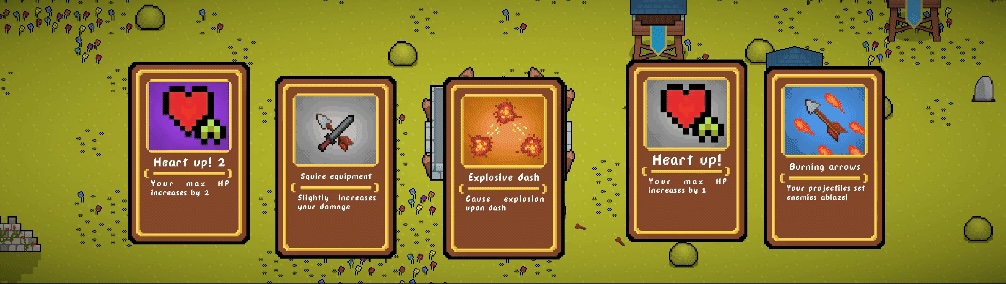 Heart up! 2
Your max HP
increases by 2
Squire equipment
Slightly increases
your damage
Explosive dash
Cause explosion
upon dash
Heart up!
Your max HP
increases by 1
Burning arrows
Your projectiles set
enemies ablaze!